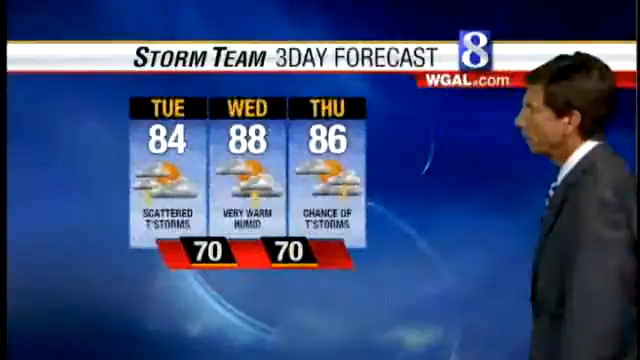 STORM TEAM 3DAY FORECAST 8
WGAL.com
TUE WED THU
84 88 86
SCATTERED T'STORMS
VERY WARM HUMID
CHANCE OF T'STORMS
70 70